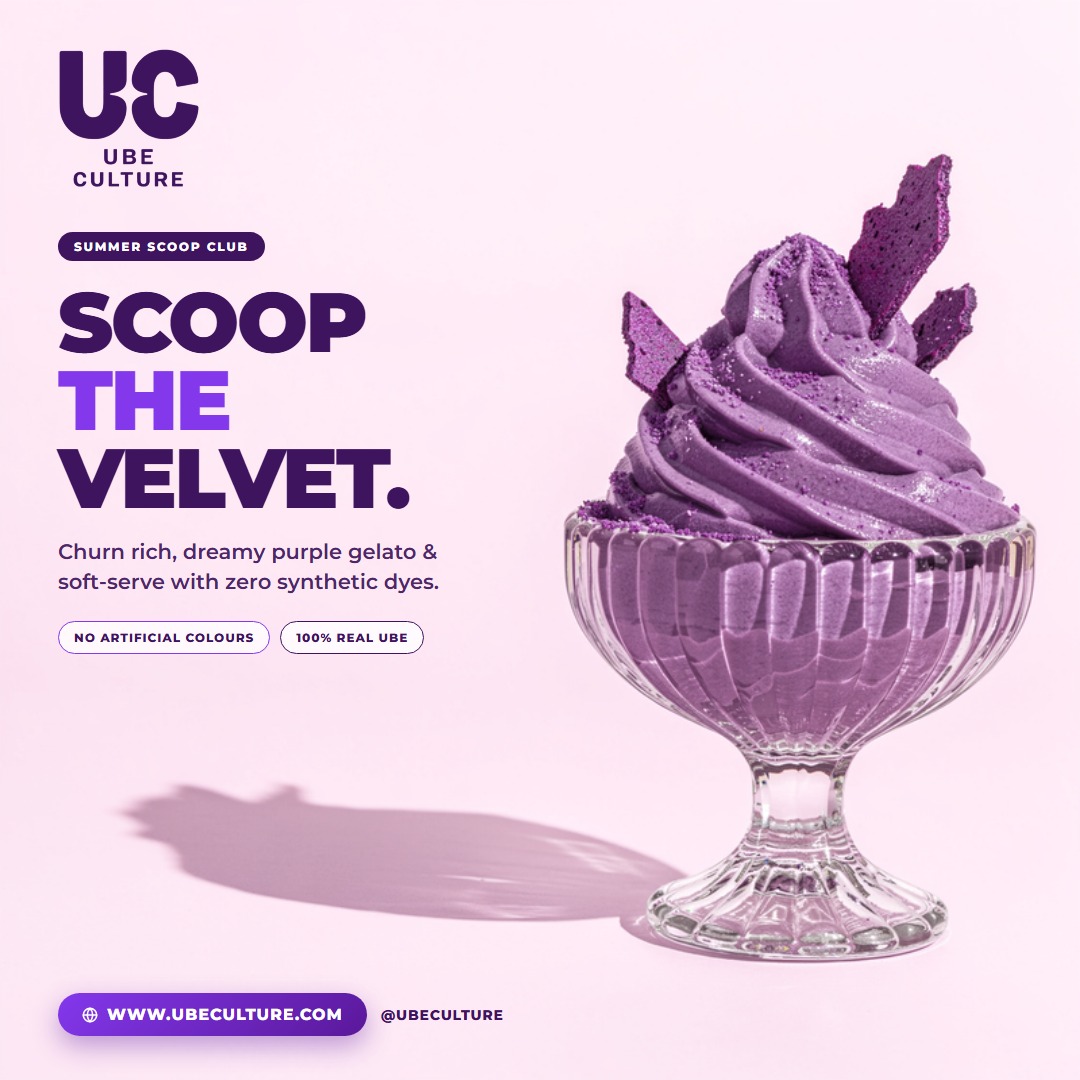 UC
UBE
CULTURE
SUMMER SCOOP CLUB
SCOOP
THE
VELVET.
Churn rich, dreamy purple gelato &
soft-serve with zero synthetic dyes.
NO ARTIFICIAL COLOURS
100% REAL UBE
WWW.UBECULTURE.COM
@UBECULTURE